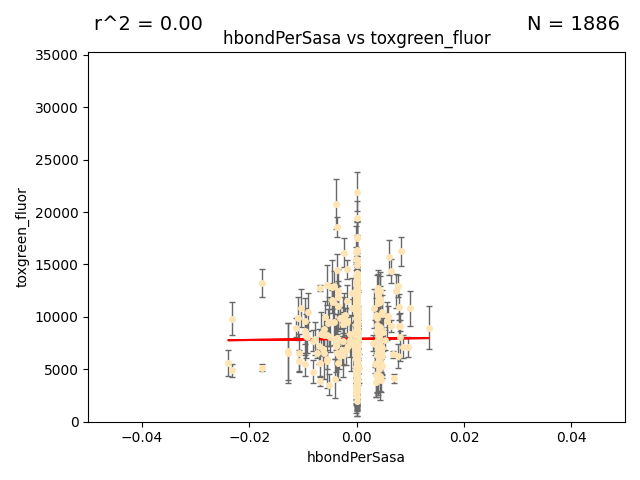 r^2 = 0.00
N = 1886
hbondPerSasa vs toxgreen_fluor
35000
30000
25000
20000
15000
10000
5000
0
toxgreen_fluor
−0.04
−0.02
0.00
0.02
0.04
hbondPerSasa